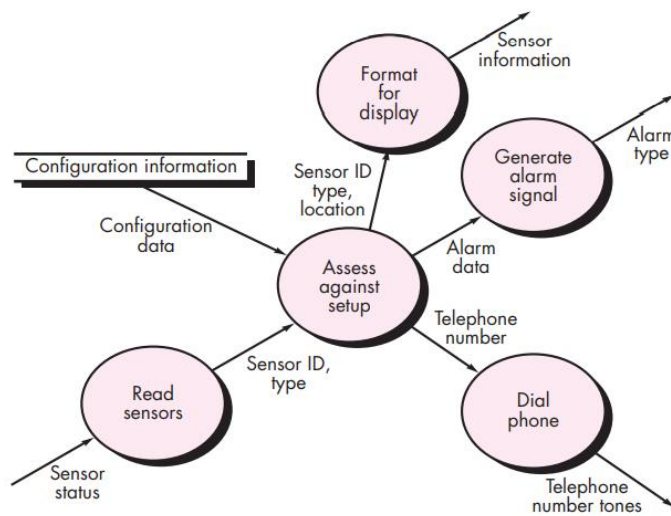 Sensor
information
Format
for
display
Alarm
type
Generate
alarm
signal
Configuration information
Sensor ID
type,
location
Configuration
data
Alarm
data
Assess
against
setup
Telephone
number
Sensor ID,
type
Read
sensors
Dial
phone
Sensor
status
Telephone
number tones